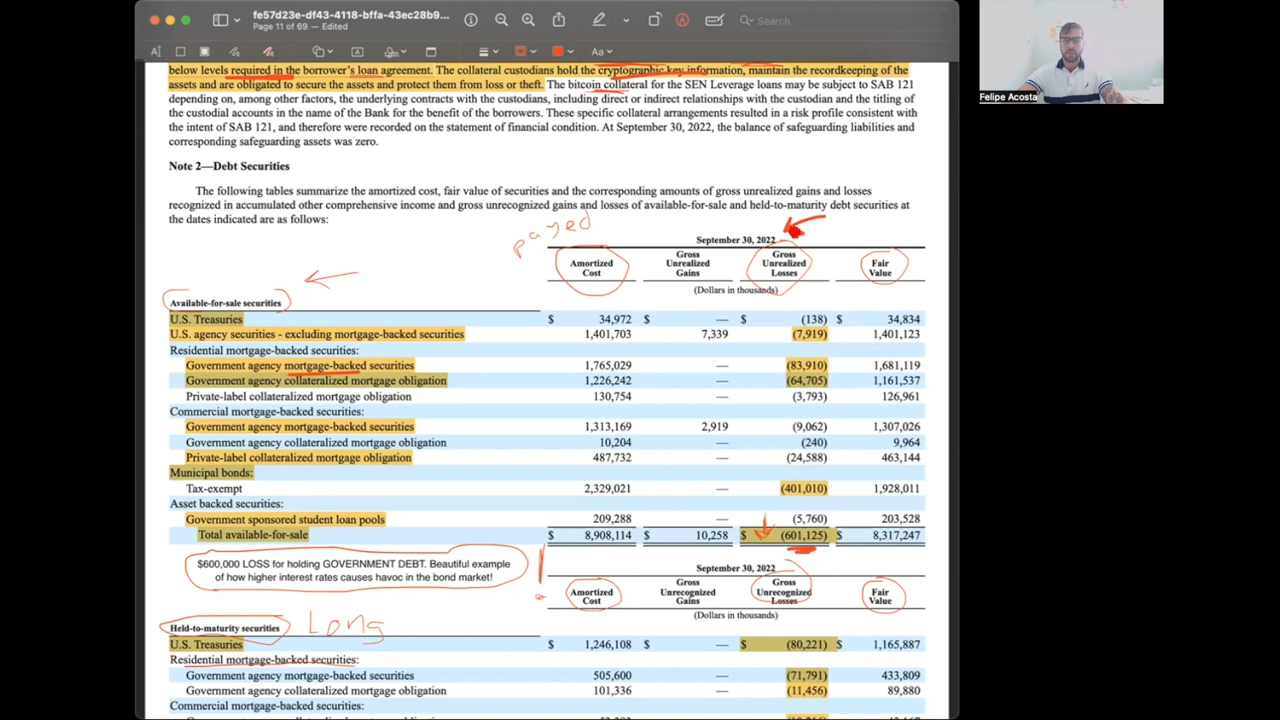 fe57d23e-df43-4118-bffa-43ec28b9...
Page 11 of 69 — Edited
Search
Aa
Felipe Acosta
below levels required in the borrower's loan agreement. The collateral custodians hold the cryptographic key information, maintain the recordkeeping of the
assets and are obligated to secure the assets and protect them from loss or theft. The bitcoin collateral for the SEN Leverage loans may be subject to SAB 121
depending on, among other factors, the underlying contracts with the custodians, including direct or indirect relationships with the custodian and the titling of
the custodial accounts in the name of the Bank for the benefit of the borrowers. These specific collateral arrangements resulted in a risk profile consistent with
the intent of SAB 121, and therefore were recorded on the statement of financial condition. At September 30, 2022, the balance of safeguarding liabilities and
corresponding safeguarding assets was zero.
Note 2—Debt Securities
The following tables summarize the amortized cost, fair value of securities and the corresponding amounts of gross unrealized gains and losses
recognized in accumulated other comprehensive income and gross unrecognized gains and losses of available-for-sale and held-to-maturity debt securities at
the dates indicated are as follows:
payed
September 30, 2022
Amortized Cost Gross Unrealized Gains Gross Unrealized Losses Fair Value
(Dollars in thousands)
Available-for-sale securities
U.S. Treasuries $ 34,972 $ — $ (138) $ 34,834
U.S. agency securities - excluding mortgage-backed securities 1,401,703 7,339 (7,919) 1,401,123
Residential mortgage-backed securities:
Government agency mortgage-backed securities 1,765,029 — (83,910) 1,681,119
Government agency collateralized mortgage obligation 1,226,242 — (64,705) 1,161,537
Private-label collateralized mortgage obligation 130,754 — (3,793) 126,961
Commercial mortgage-backed securities:
Government agency mortgage-backed securities 1,313,169 2,919 (9,062) 1,307,026
Government agency collateralized mortgage obligation 10,204 — (240) 9,964
Private-label collateralized mortgage obligation 487,732 — (24,588) 463,144
Municipal bonds:
Tax-exempt 2,329,021 — (401,010) 1,928,011
Asset backed securities:
Government sponsored student loan pools 209,288 — (5,760) 203,528
Total available-for-sale $ 8,908,114 $ 10,258 $ (601,125) $ 8,317,247
$600,000 LOSS for holding GOVERNMENT DEBT. Beautiful example
of how higher interest rates causes havoc in the bond market!
September 30, 2022
Amortized Cost Gross Unrecognized Gains Gross Unrecognized Losses Fair Value
(Dollars in thousands)
Held-to-maturity securities Long
U.S. Treasuries $ 1,246,108 $ — $ (80,221) $ 1,165,887
Residential mortgage-backed securities:
Government agency mortgage-backed securities 505,600 — (71,791) 433,809
Government agency collateralized mortgage obligation 101,336 — (11,456) 89,880
Commercial mortgage-backed securities: